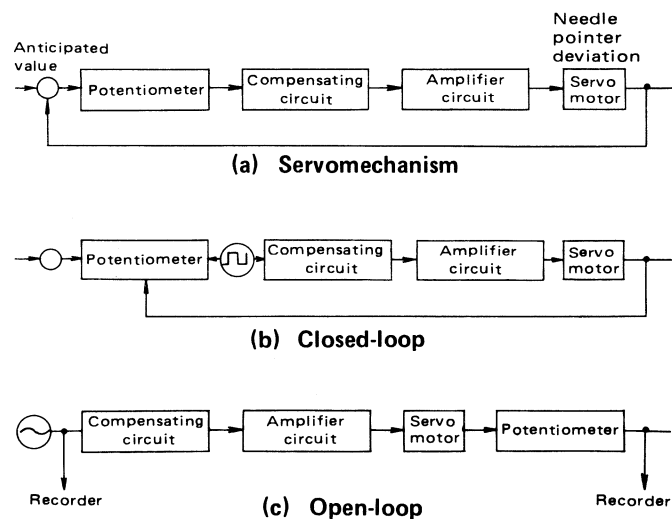 Anticipated
value
Needle
pointer
deviation
Potentiometer
Compensating
circuit
Amplifier
circuit
Servo
motor
(a) Servomechanism
Potentiometer
Compensating
circuit
Amplifier
circuit
Servo
motor
(b) Closed-loop
Compensating
circuit
Amplifier
circuit
Servo
motor
Potentiometer
Recorder
Recorder
(c) Open-loop